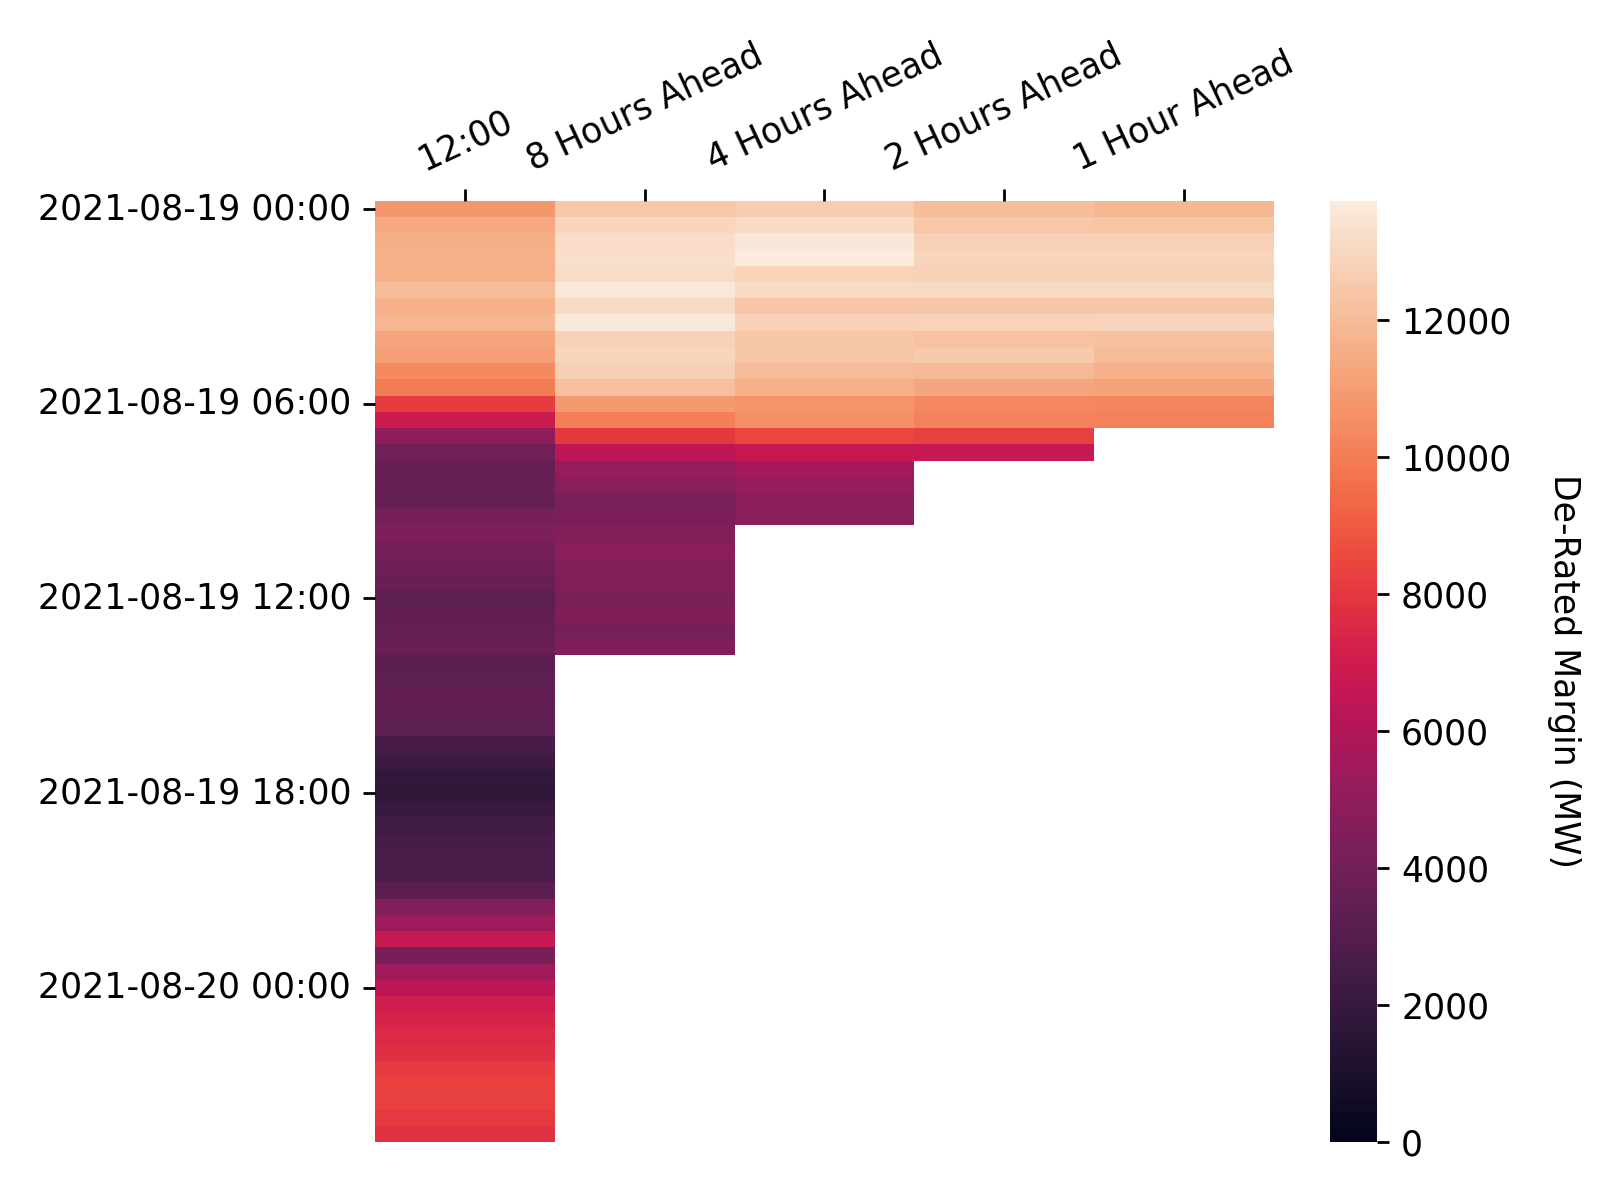 12:00
8 Hours Ahead
4 Hours Ahead
2 Hours Ahead
1 Hour Ahead
2021-08-19 00:00
2021-08-19 06:00
2021-08-19 12:00
2021-08-19 18:00
2021-08-20 00:00
12000
10000
8000
6000
4000
2000
0
De-Rated Margin (MW)